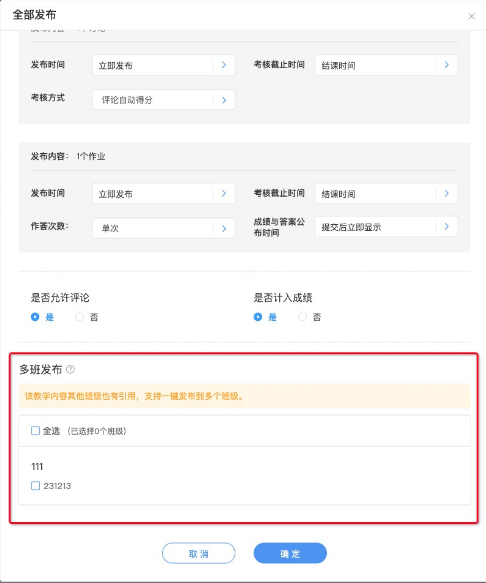 全部发布
发布时间 立即发布 考核截止时间 结课时间
考核方式 评论自动得分
发布内容： 1个作业
发布时间 立即发布 考核截止时间 结课时间
作答次数： 单次 成绩与答案公布时间 提交后立即显示
是否允许评论 是否计入成绩
是 否 是 否
多班发布
该教学内容其他班级也有引用，支持一键发布到多个班级。
全选 （已选择0个班级）
111
231213
取消 确定